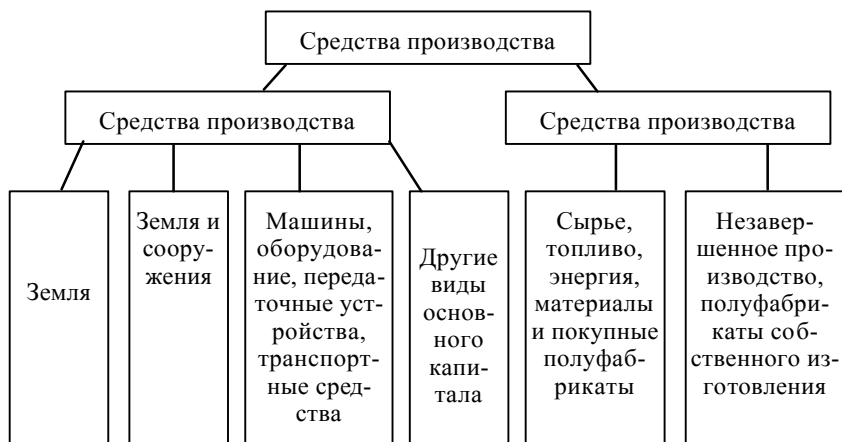 Средства производства
Средства производства
Средства производства
Земля
Земля и
соору-
жения
Машины,
оборудова-
ние, переда-
точные уст-
ройства,
транспорт-
ные сред-
ства
Другие
виды
основ-
ного
капи-
тала
Сырье,
топливо,
энергия,
материалы
и покупные
полуфаб-
рикаты
Незавер-
шенное про-
изводство,
полуфабри-
каты соб-
ственного из-
готовления